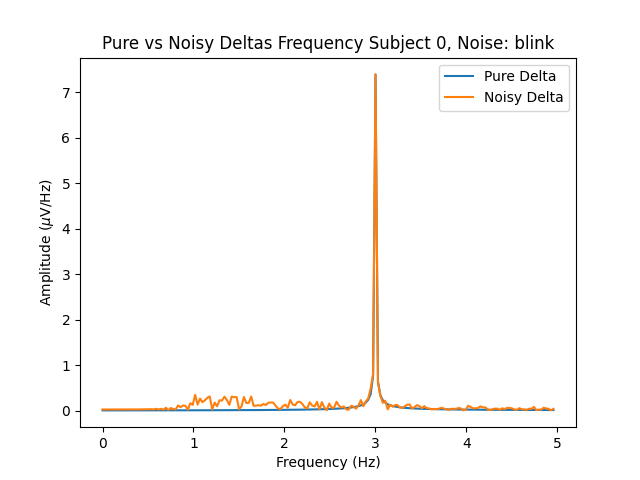 Pure vs Noisy Deltas Frequency Subject 0, Noise: blink
Pure Delta
Noisy Delta
7
6
5
4
3
2
1
0
Amplitude (μV/Hz)
0 1 2 3 4 5
Frequency (Hz)